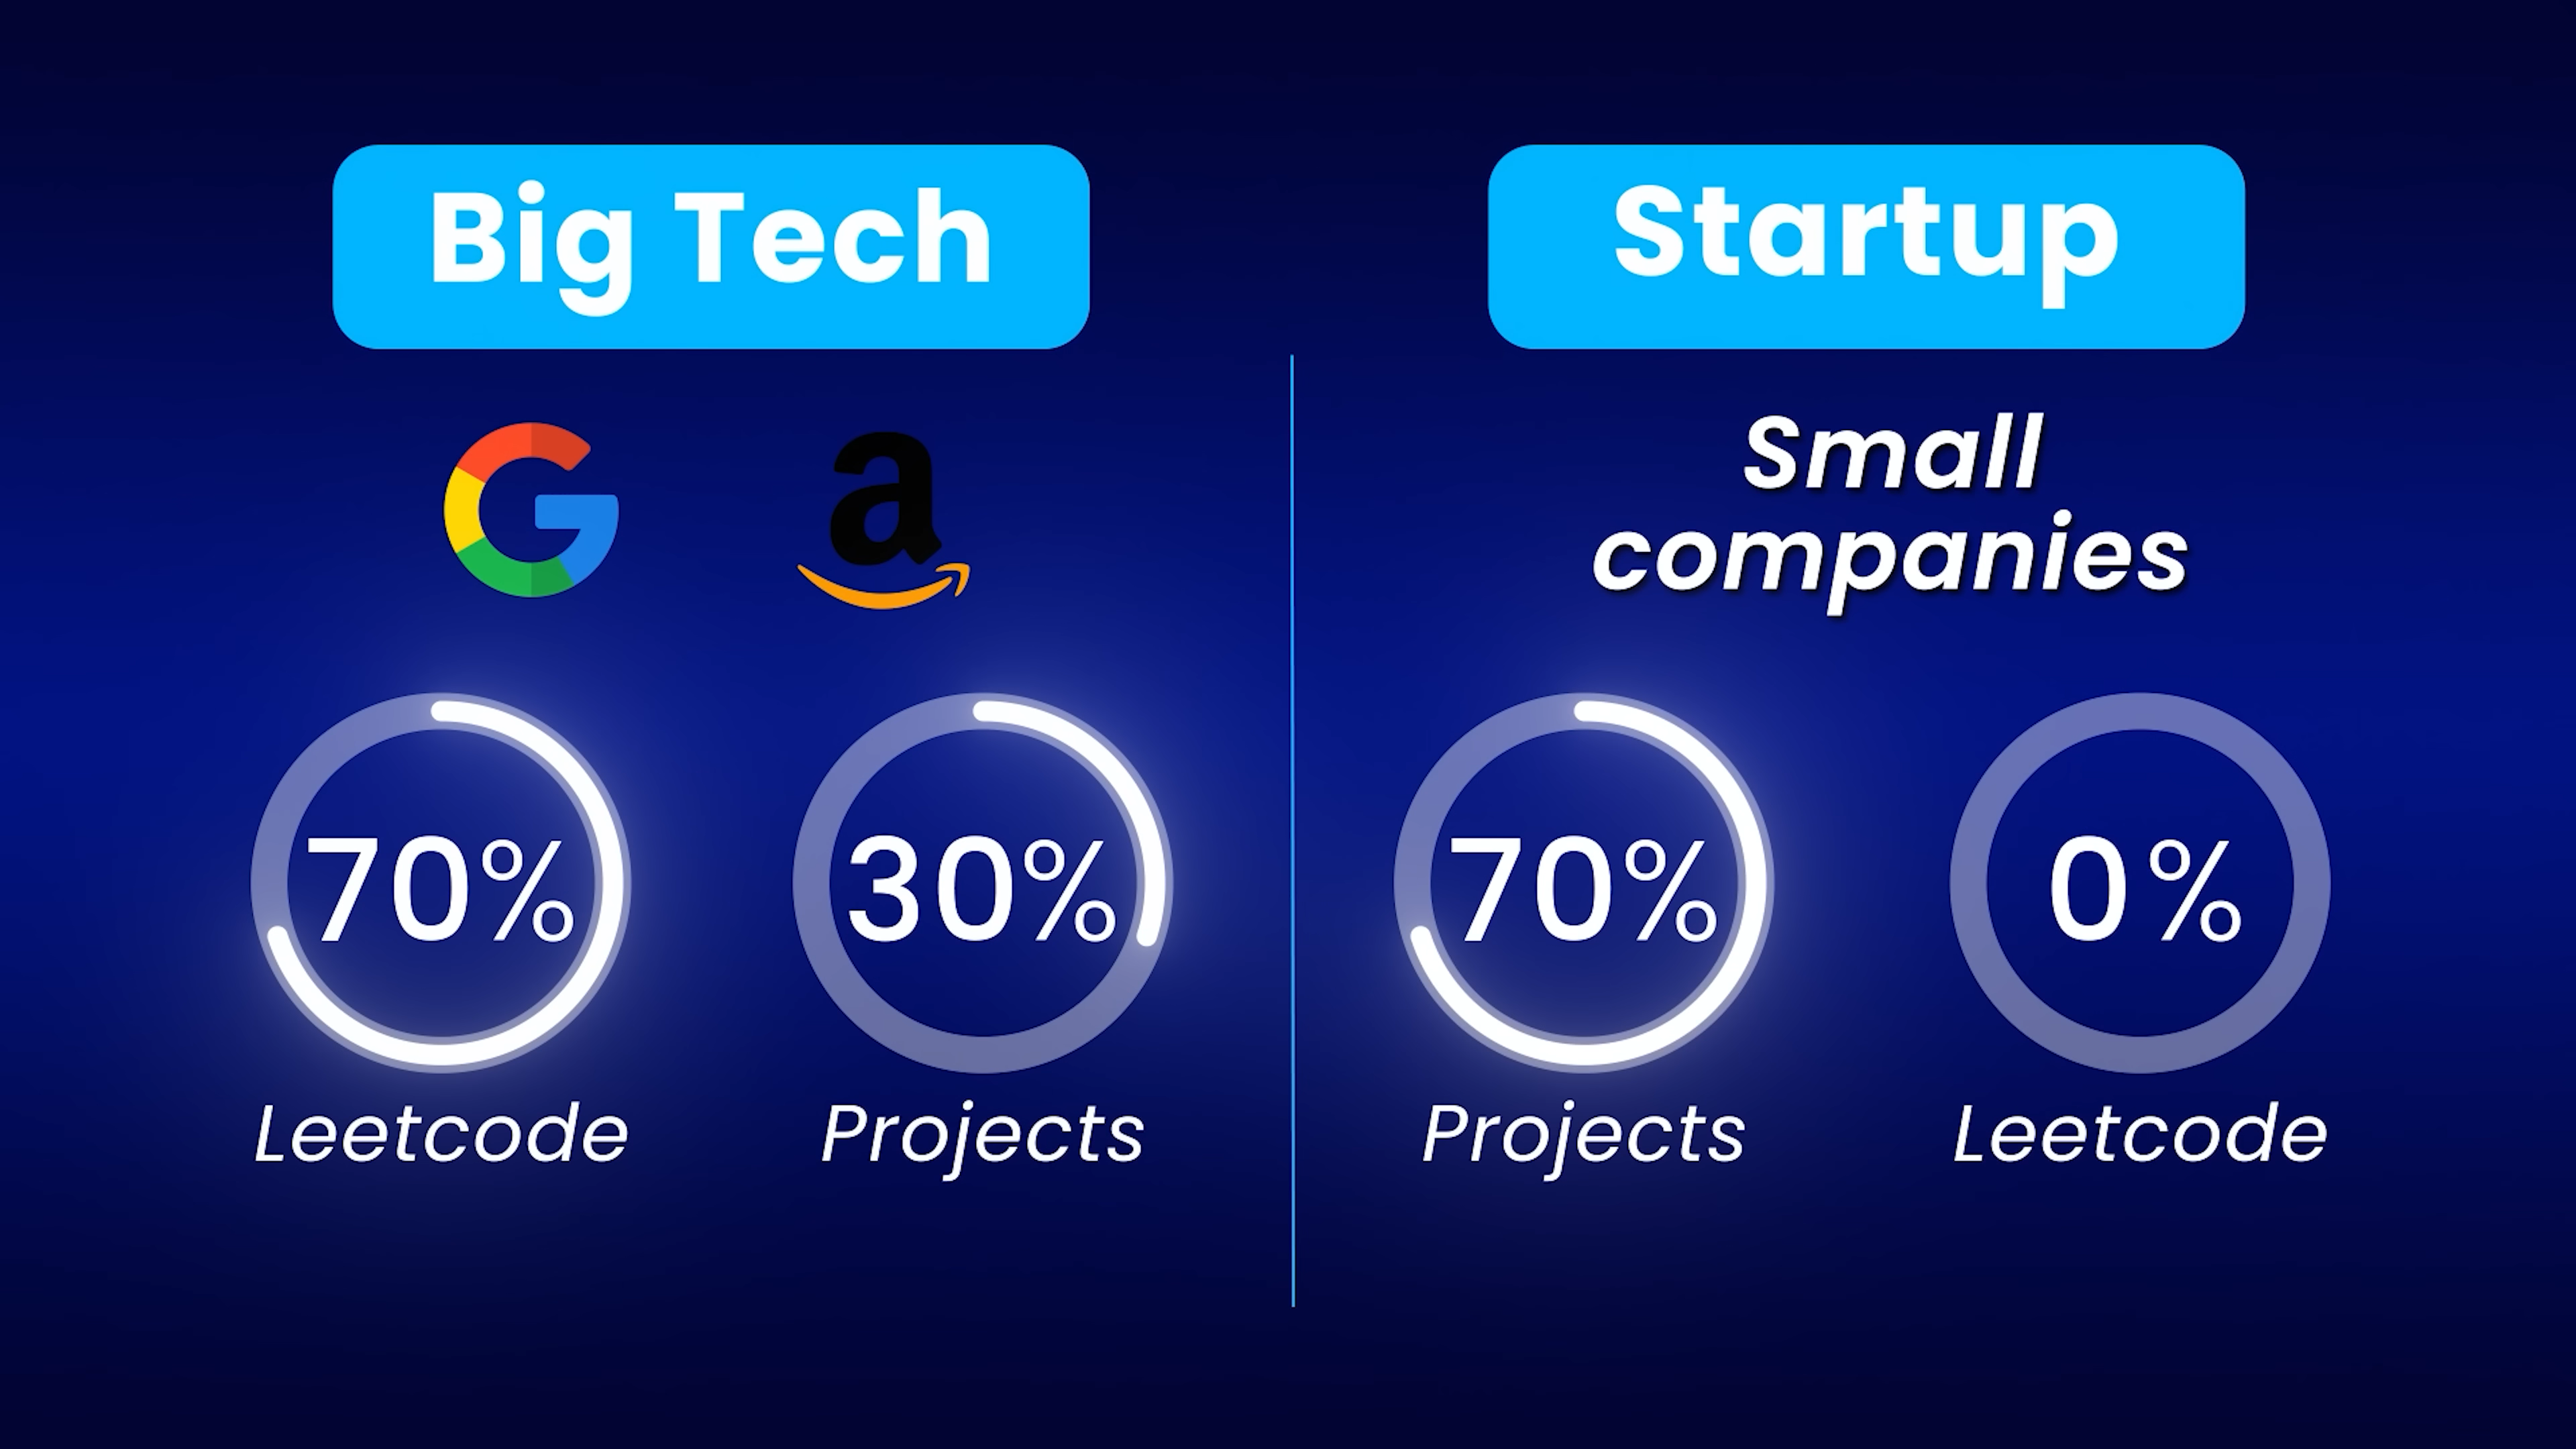 Big Tech
Startup
a
Small
companies
70%
30%
70%
0%
Leetcode
Projects
Projects
Leetcode